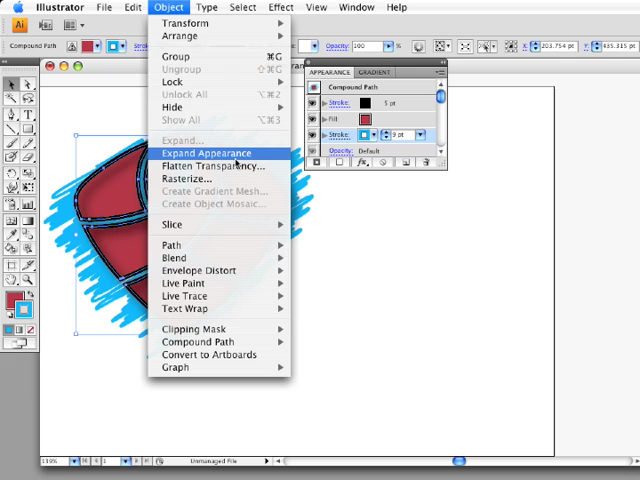 Illustrator File Edit Object Type Select Effect View Window Help
Compound Path Opacity: 100 % X: 203.754 pt Y: 435.315 pt
Transform
Arrange
Group ⌘G
Ungroup ⇧⌘G
Lock
Unlock All ⌥⌘2
Hide
Show All ⌥⌘3
Expand...
Expand Appearance
Flatten Transparency...
Rasterize...
Create Gradient Mesh...
Create Object Mosaic...
Slice
Path
Blend
Envelope Distort
Live Paint
Live Trace
Text Wrap
Clipping Mask
Compound Path
Convert to Artboards
Graph
APPEARANCE GRADIENT
Compound Path
Stroke: 5 pt
Fill
Stroke: 9 pt
Opacity: Default
fx
119% 1 Unmanaged File